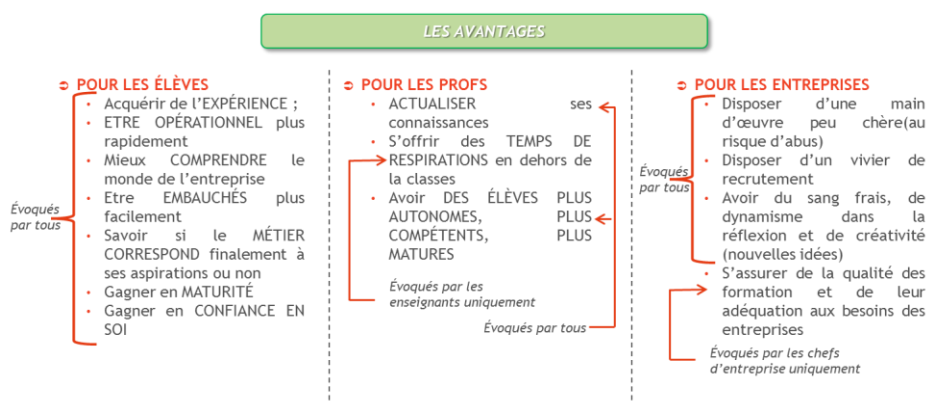 LES AVANTAGES
➲ POUR LES ÉLÈVES
• Acquérir de l’EXPÉRIENCE ;
• ETRE OPÉRATIONNEL plus
rapidement
• Mieux COMPRENDRE le
monde de l’entreprise
• Etre EMBAUCHÉS plus
facilement
• Savoir si le MÉTIER
CORRESPOND finalement à
ses aspirations ou non
• Gagner en MATURITÉ
• Gagner en CONFIANCE EN
SOI
Évoqués
par tous
➲ POUR LES PROFS
• ACTUALISER ses
connaissances
• S’offrir des TEMPS DE
RESPIRATIONS en dehors de
la classes
• Avoir DES ÉLÈVES PLUS
AUTONOMES, PLUS
COMPÉTENTS, PLUS
MATURES
Évoqués par les
enseignants uniquement
Évoqués par tous
➲ POUR LES ENTREPRISES
• Disposer d’une main
d’œuvre peu chère(au
risque d’abus)
• Disposer d’un vivier de
recrutement
• Avoir du sang frais, de
dynamisme dans la
réflexion et de créativité
(nouvelles idées)
• S’assurer de la qualité des
formation et de leur
adéquation aux besoins des
entreprises
Évoqués
par tous
Évoqués par les chefs
d’entreprise uniquement